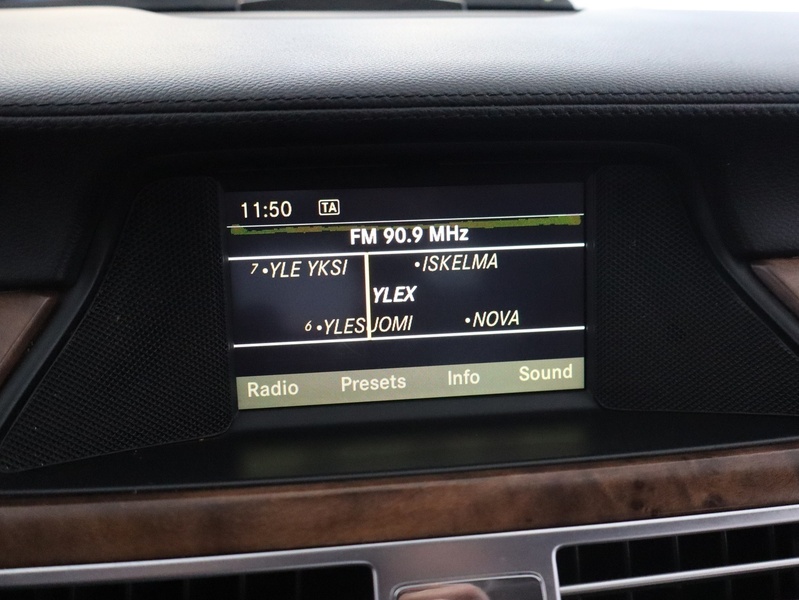 11:50 TA
FM 90.9 MHz
7•YLE YKSI •ISKELMA
YLEX
6•YLESUOMI •NOVA
Radio Presets Info Sound